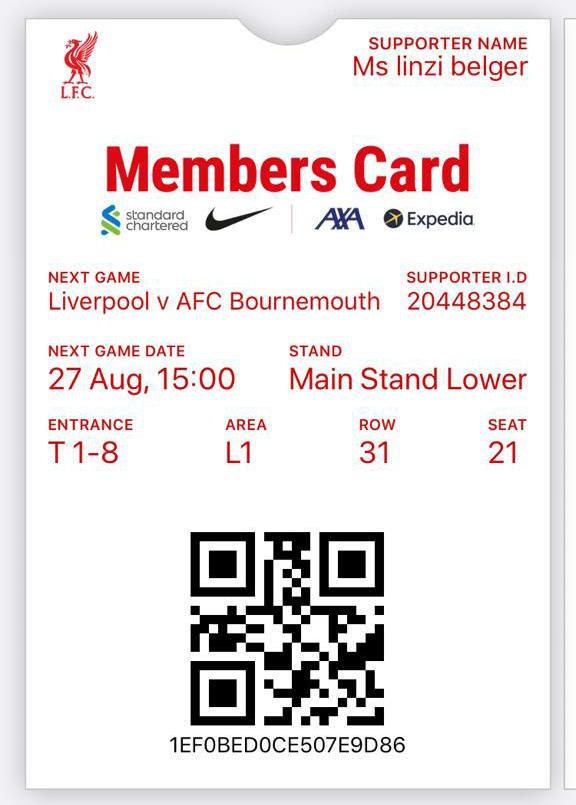 L.F.C.
SUPPORTER NAME
Ms linzi belger
Members Card
standard
chartered
AXA
Expedia
NEXT GAME
SUPPORTER I.D
Liverpool v AFC Bournemouth
20448384
NEXT GAME DATE
STAND
27 Aug, 15:00
Main Stand Lower
ENTRANCE
AREA
ROW
SEAT
T 1-8
L1
31
21
1EF0BED0CE507E9D86